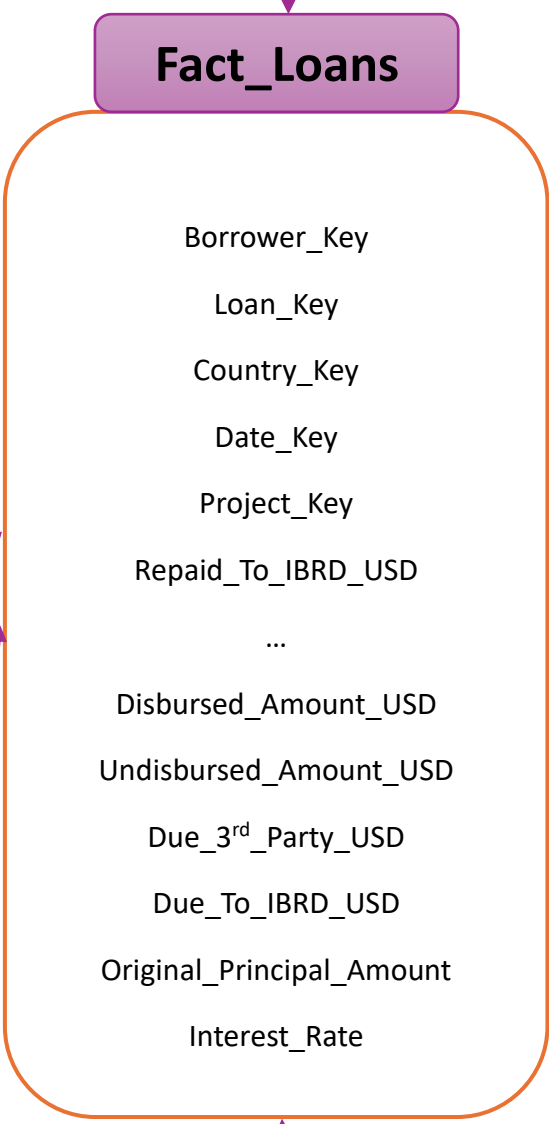 Fact_Loans
Borrower_Key
Loan_Key
Country_Key
Date_Key
Project_Key
Repaid_To_IBRD_USD
...
Disbursed_Amount_USD
Undisbursed_Amount_USD
Due_3rd_Party_USD
Due_To_IBRD_USD
Original_Principal_Amount
Interest_Rate